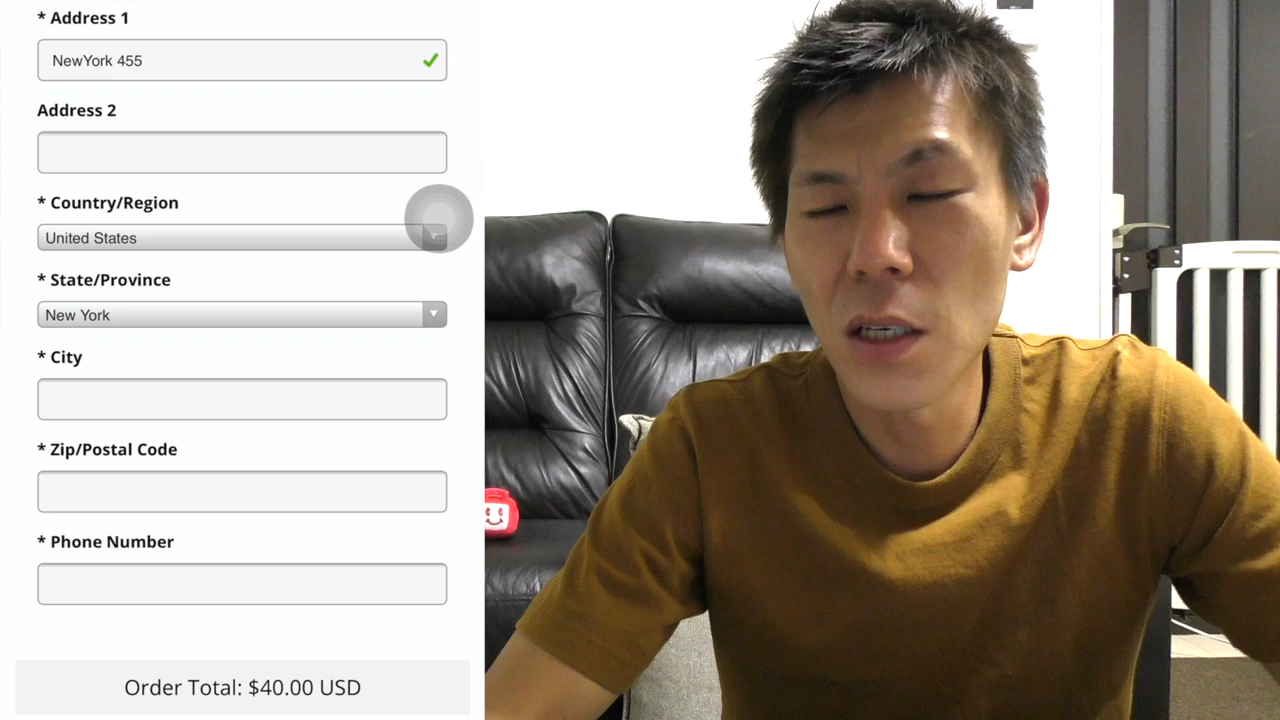 * Address 1
NewYork 455
Address 2
* Country/Region
United States
* State/Province
New York
* City
* Zip/Postal Code
* Phone Number
Order Total: $40.00 USD